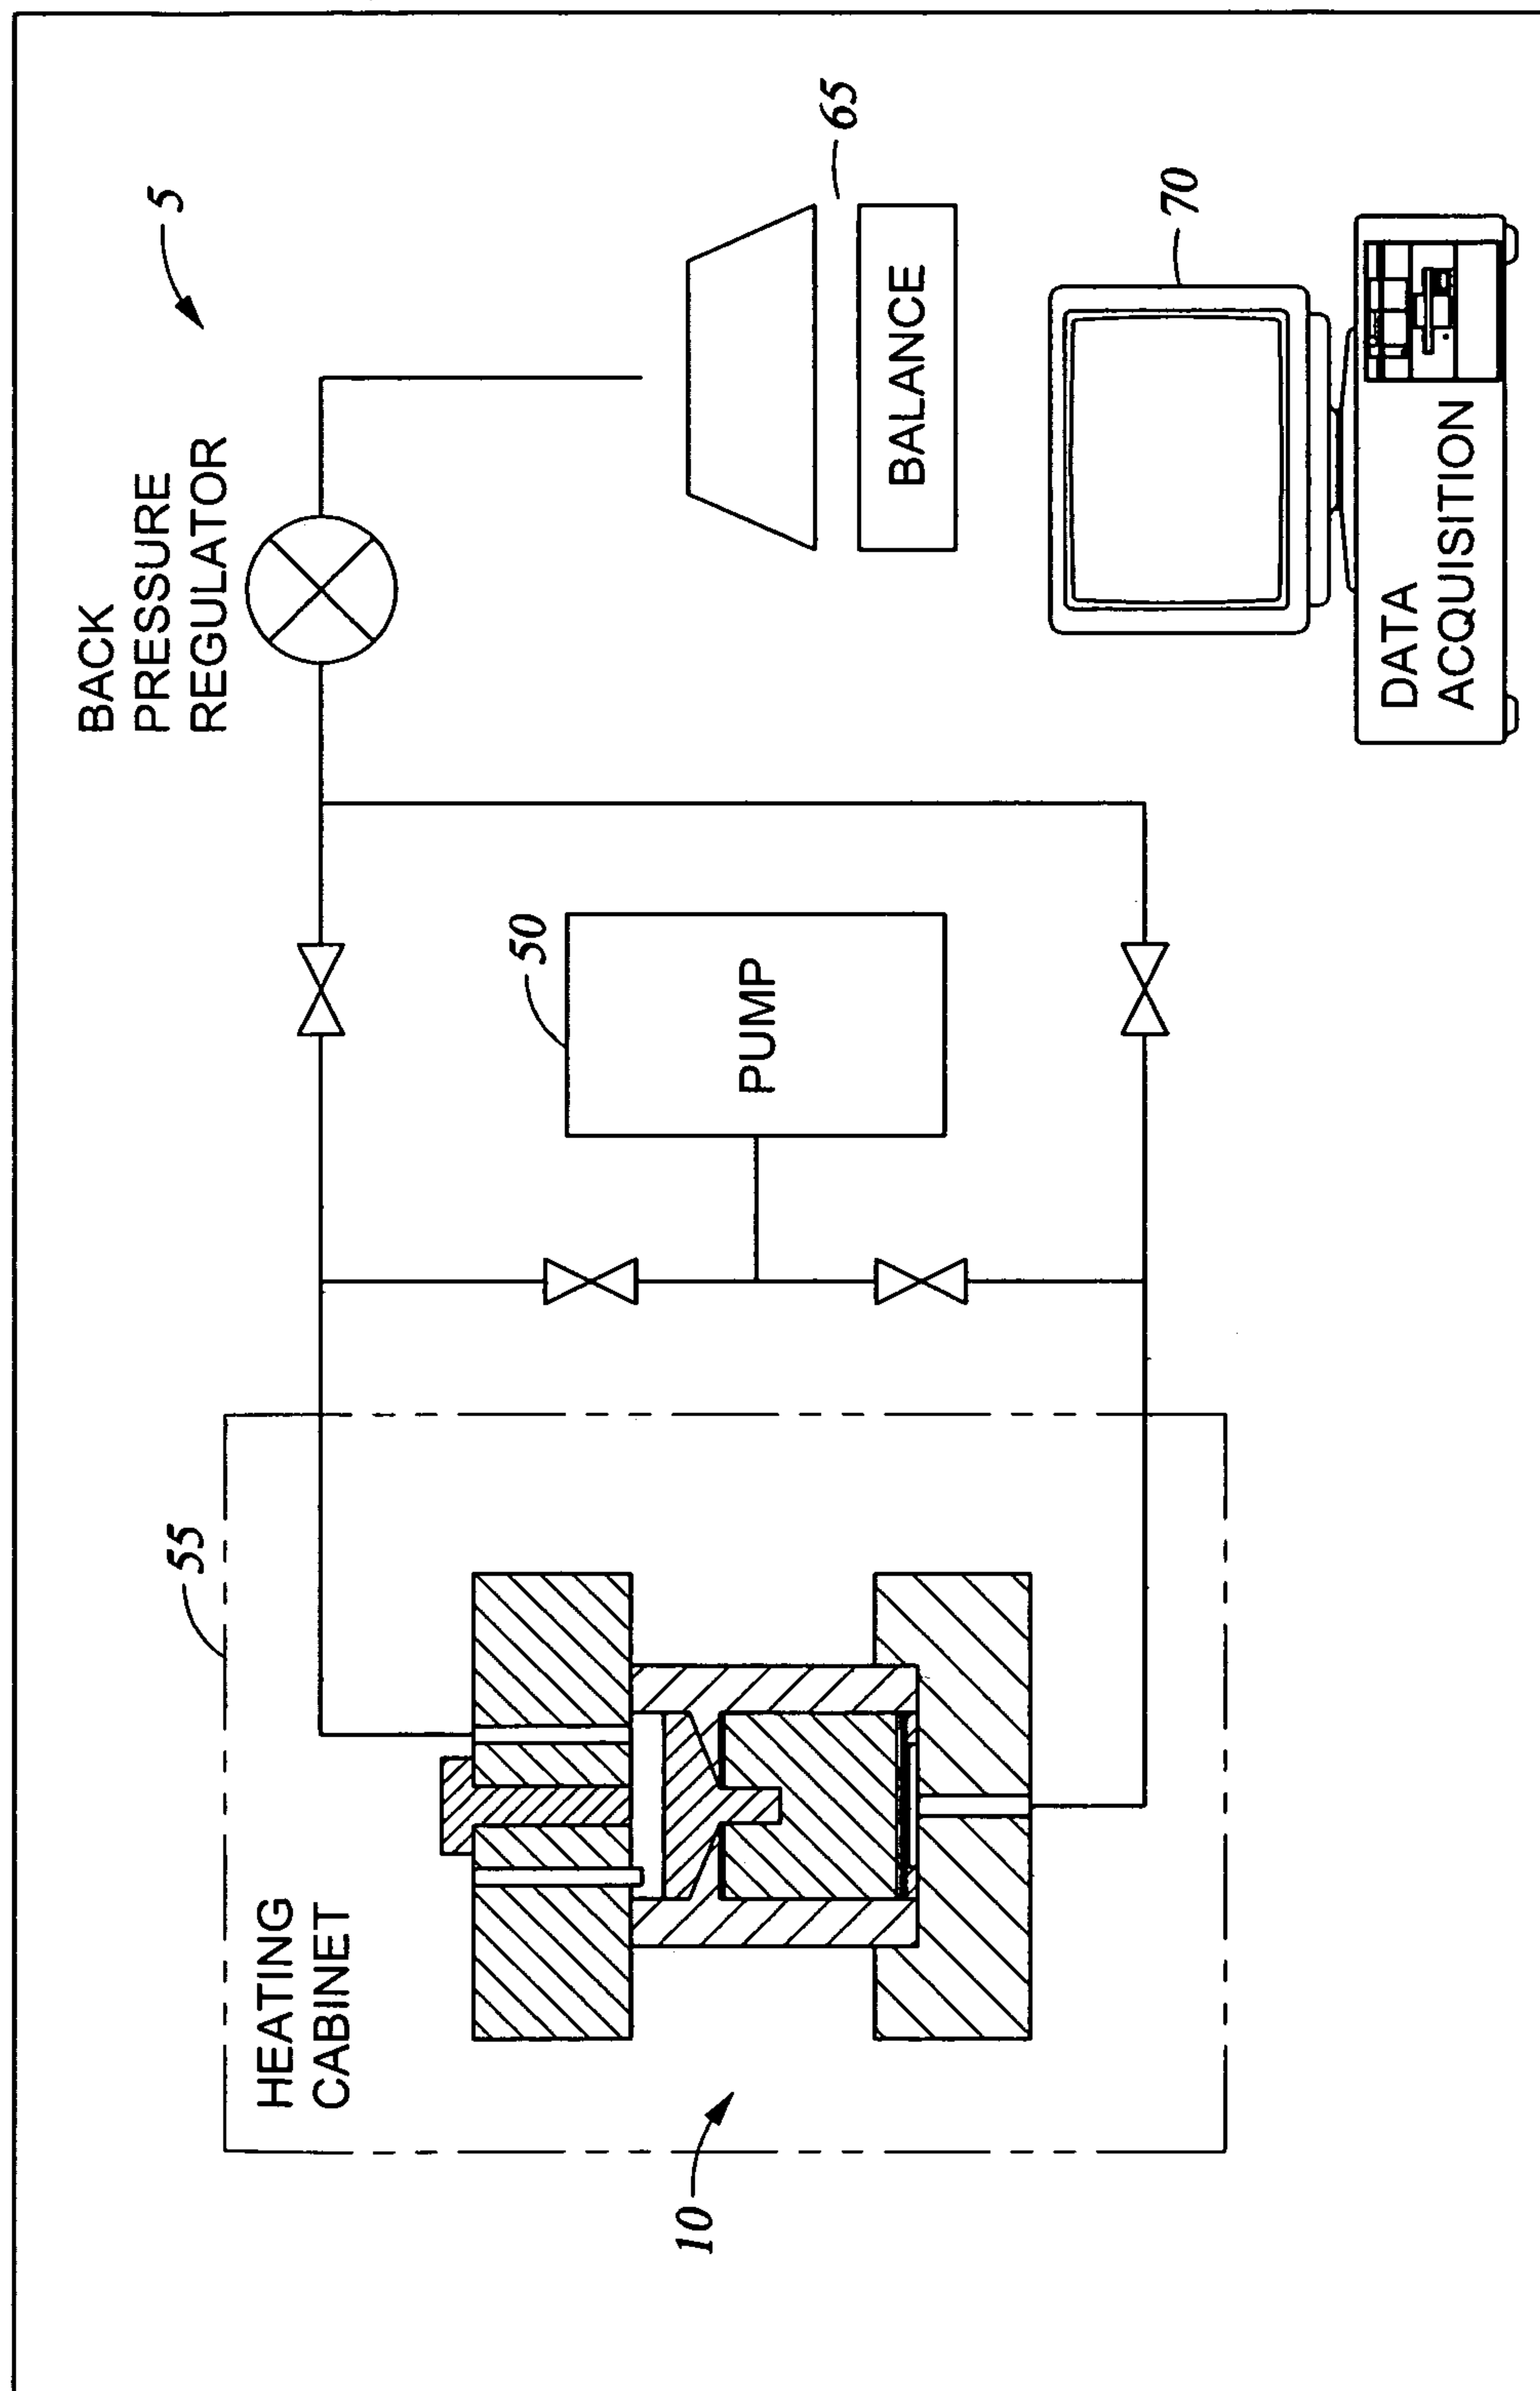 5
BACK
PRESSURE
REGULATOR
65
BALANCE
70
DATA
ACQUISITION
50
PUMP
55
HEATING
CABINET
10